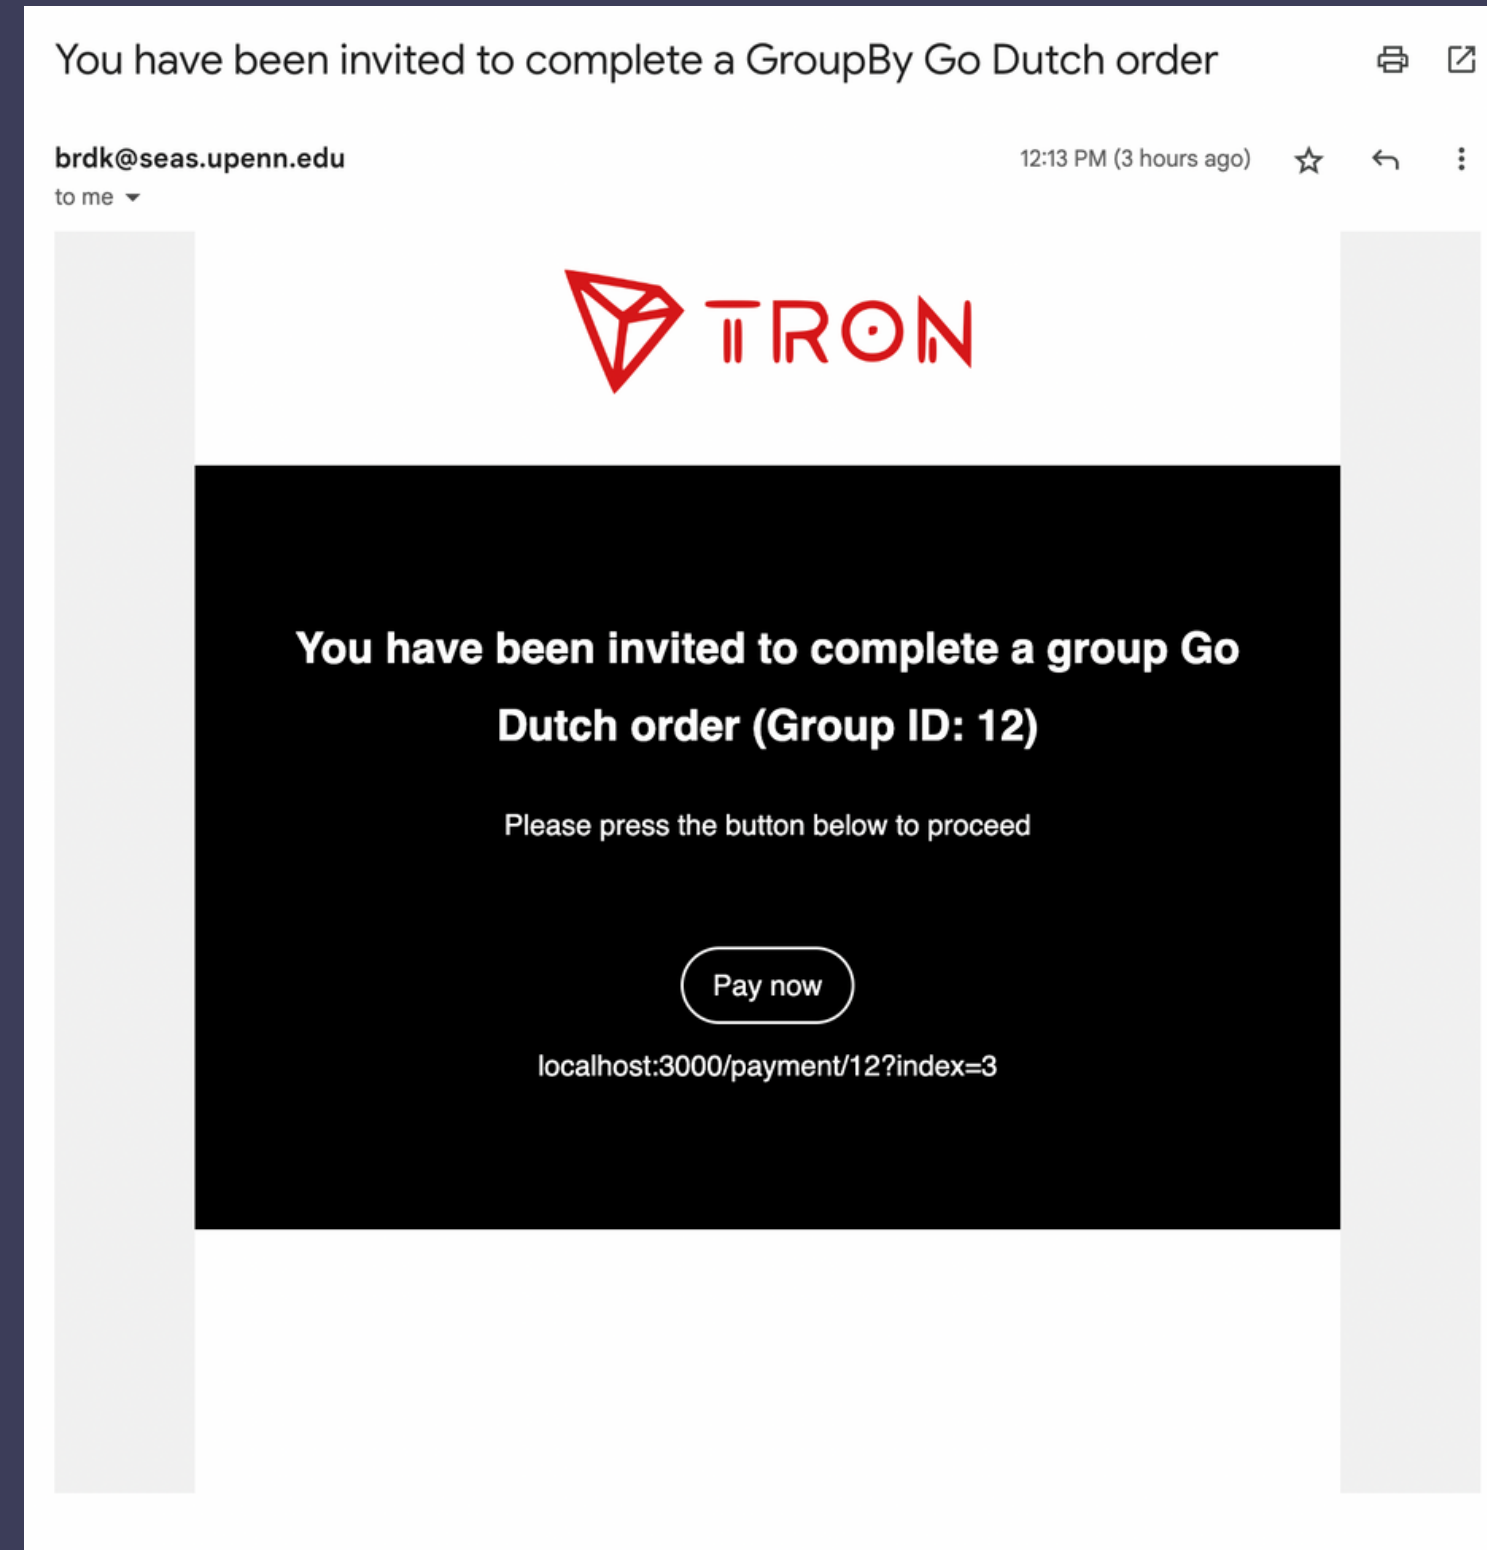 You have been invited to complete a GroupBy Go Dutch order
brdk@seas.upenn.edu
12:13 PM (3 hours ago)
to me
TRON
You have been invited to complete a group Go
Dutch order (Group ID: 12)
Please press the button below to proceed
Pay now
localhost:3000/payment/12?index=3